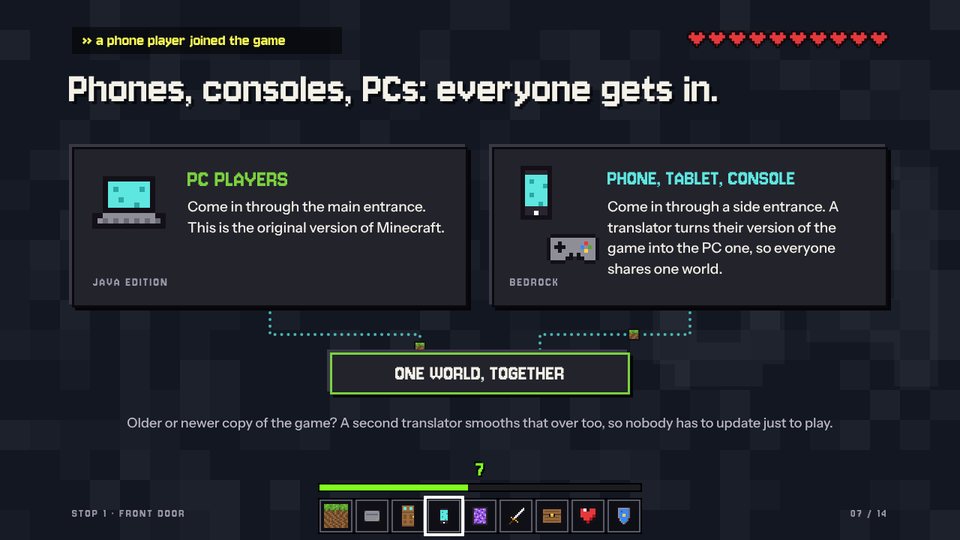 >> a phone player joined the game
Phones, consoles, PCs: everyone gets in.
PC PLAYERS
Come in through the main entrance.
This is the original version of Minecraft.
JAVA EDITION
PHONE, TABLET, CONSOLE
Come in through a side entrance. A
translator turns their version of the
game into the PC one, so everyone
shares one world.
BEDROCK
ONE WORLD, TOGETHER
Older or newer copy of the game? A second translator smooths that over too, so nobody has to update just to play.
7
STOP 1 · FRONT DOOR
07 / 14